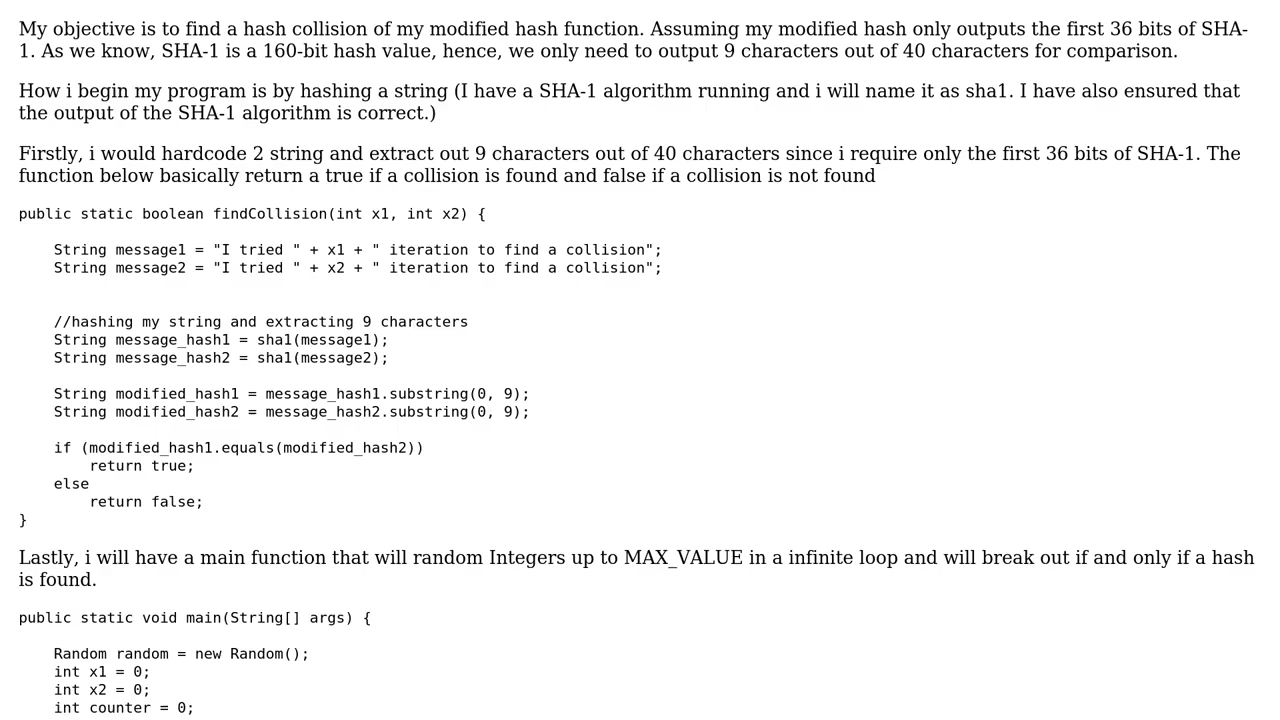 My objective is to find a hash collision of my modified hash function. Assuming my modified hash only outputs the first 36 bits of SHA-
1. As we know, SHA-1 is a 160-bit hash value, hence, we only need to output 9 characters out of 40 characters for comparison.
How i begin my program is by hashing a string (I have a SHA-1 algorithm running and i will name it as sha1. I have also ensured that
the output of the SHA-1 algorithm is correct.)
Firstly, i would hardcode 2 string and extract out 9 characters out of 40 characters since i require only the first 36 bits of SHA-1. The
function below basically return a true if a collision is found and false if a collision is not found
public static boolean findCollision(int x1, int x2) {
    String message1 = "I tried " + x1 + " iteration to find a collision";
    String message2 = "I tried " + x2 + " iteration to find a collision";
    //hashing my string and extracting 9 characters
    String message_hash1 = sha1(message1);
    String message_hash2 = sha1(message2);
    String modified_hash1 = message_hash1.substring(0, 9);
    String modified_hash2 = message_hash2.substring(0, 9);
    if (modified_hash1.equals(modified_hash2))
        return true;
    else
        return false;
}
Lastly, i will have a main function that will random Integers up to MAX_VALUE in a infinite loop and will break out if and only if a hash
is found.
public static void main(String[] args) {
    Random random = new Random();
    int x1 = 0;
    int x2 = 0;
    int counter = 0;